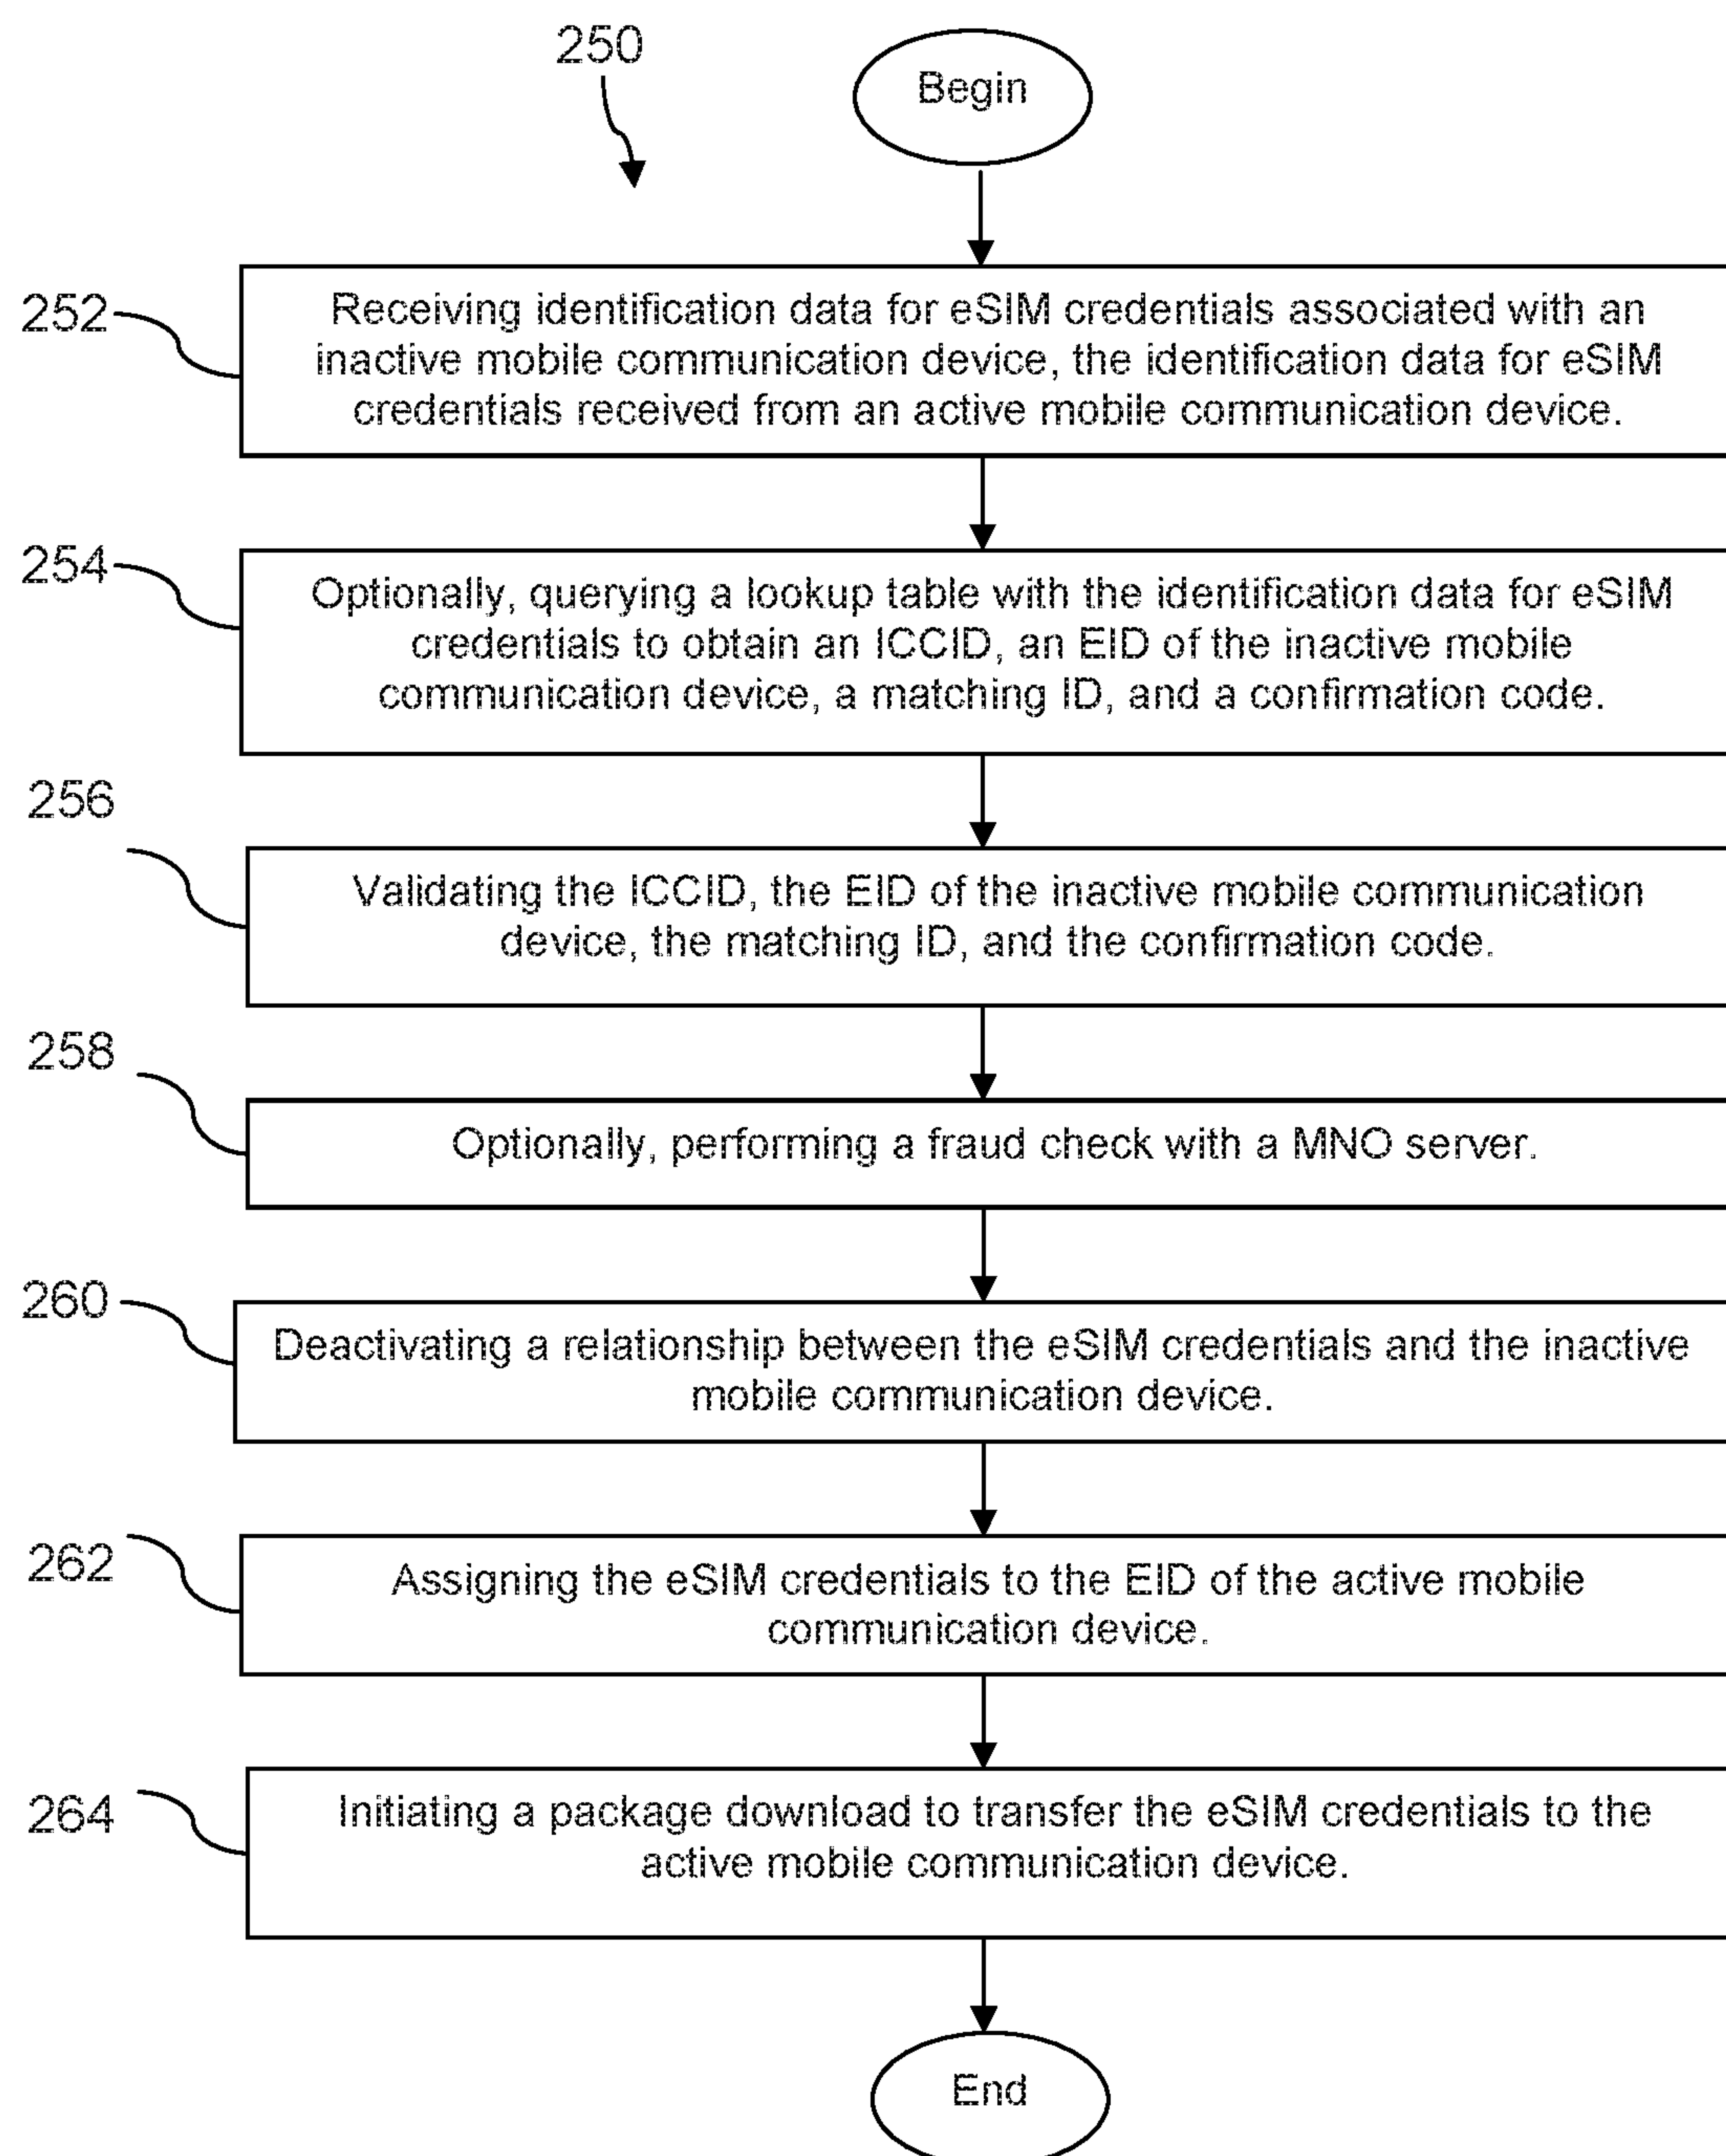 250
Begin
252
Receiving identification data for eSIM credentials associated with an
inactive mobile communication device, the identification data for eSIM
credentials received from an active mobile communication device.
254
Optionally, querying a lookup table with the identification data for eSIM
credentials to obtain an ICCID, an EID of the inactive mobile
communication device, a matching ID, and a confirmation code.
256
Validating the ICCID, the EID of the inactive mobile communication
device, the matching ID, and the confirmation code.
258
Optionally, performing a fraud check with a MNO server.
260
Deactivating a relationship between the eSIM credentials and the inactive
mobile communication device.
262
Assigning the eSIM credentials to the EID of the active mobile
communication device.
264
Initiating a package download to transfer the eSIM credentials to the
active mobile communication device.
End